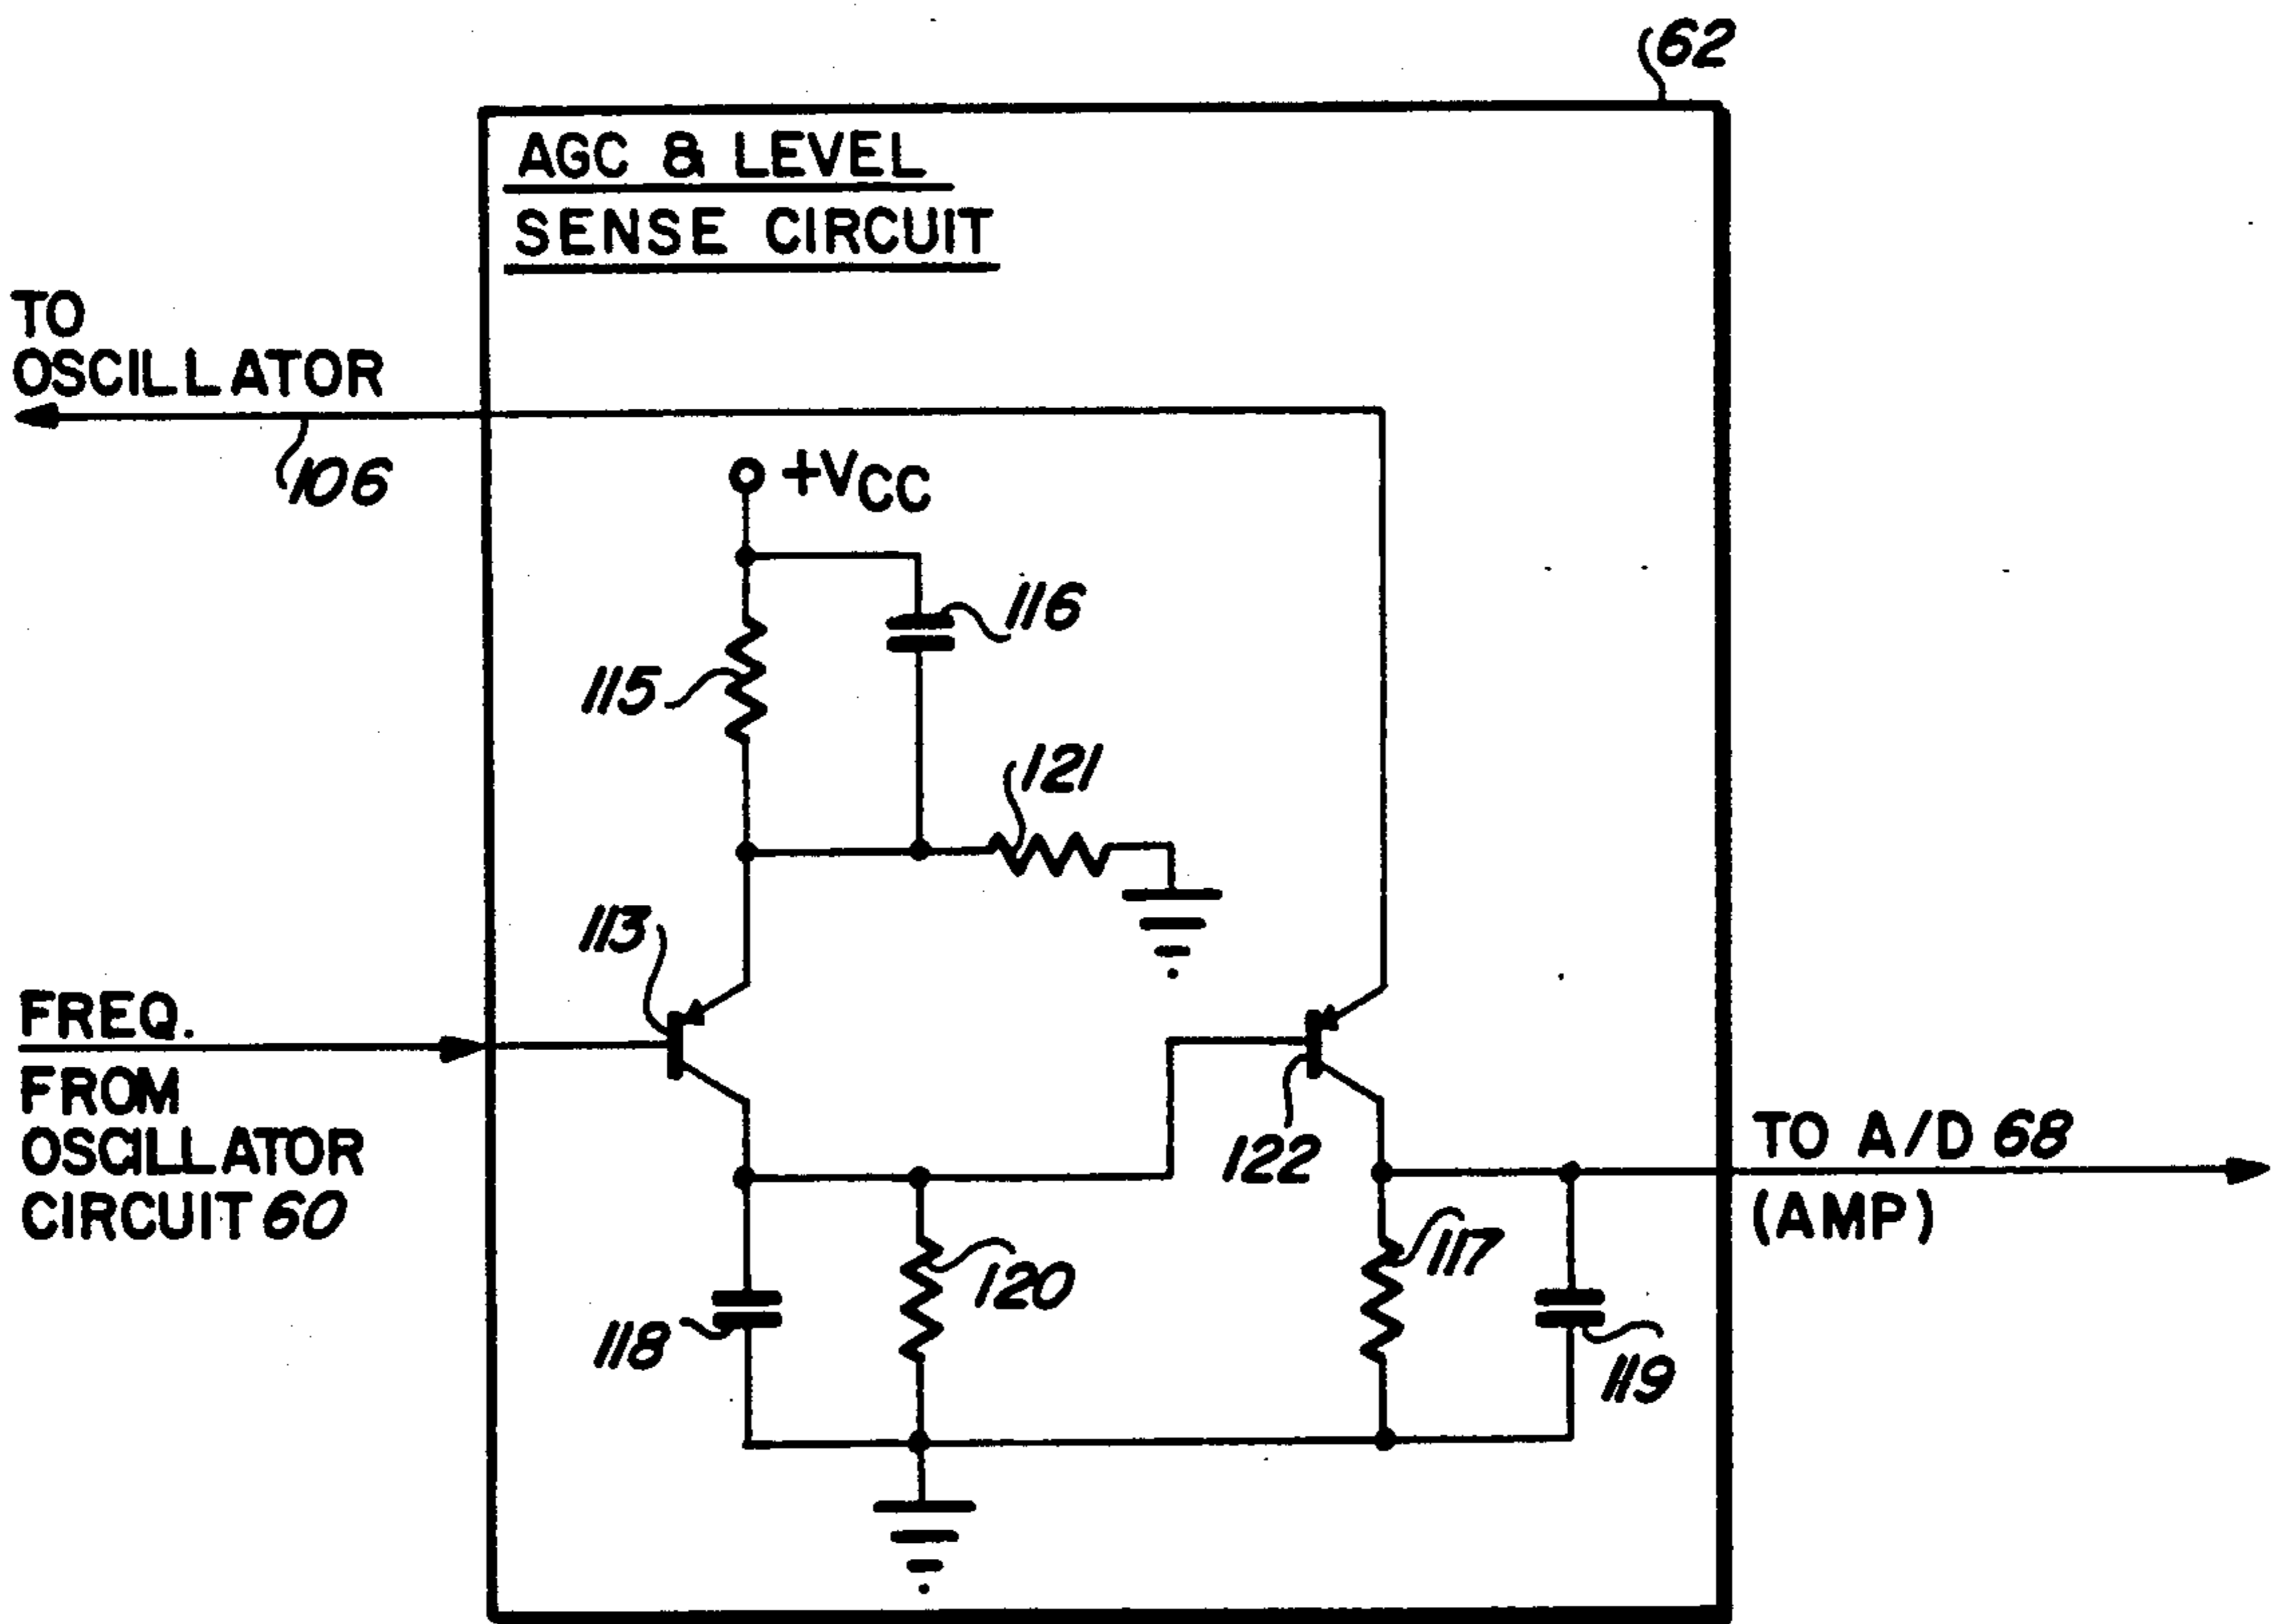 62
AGC & LEVEL
SENSE CIRCUIT
TO
OSCILLATOR
106
+VCC
116
115
121
113
FREQ.
FROM
OSCILLATOR
CIRCUIT 60
122
TO A/D 68
(AMP)
117
120
118
119